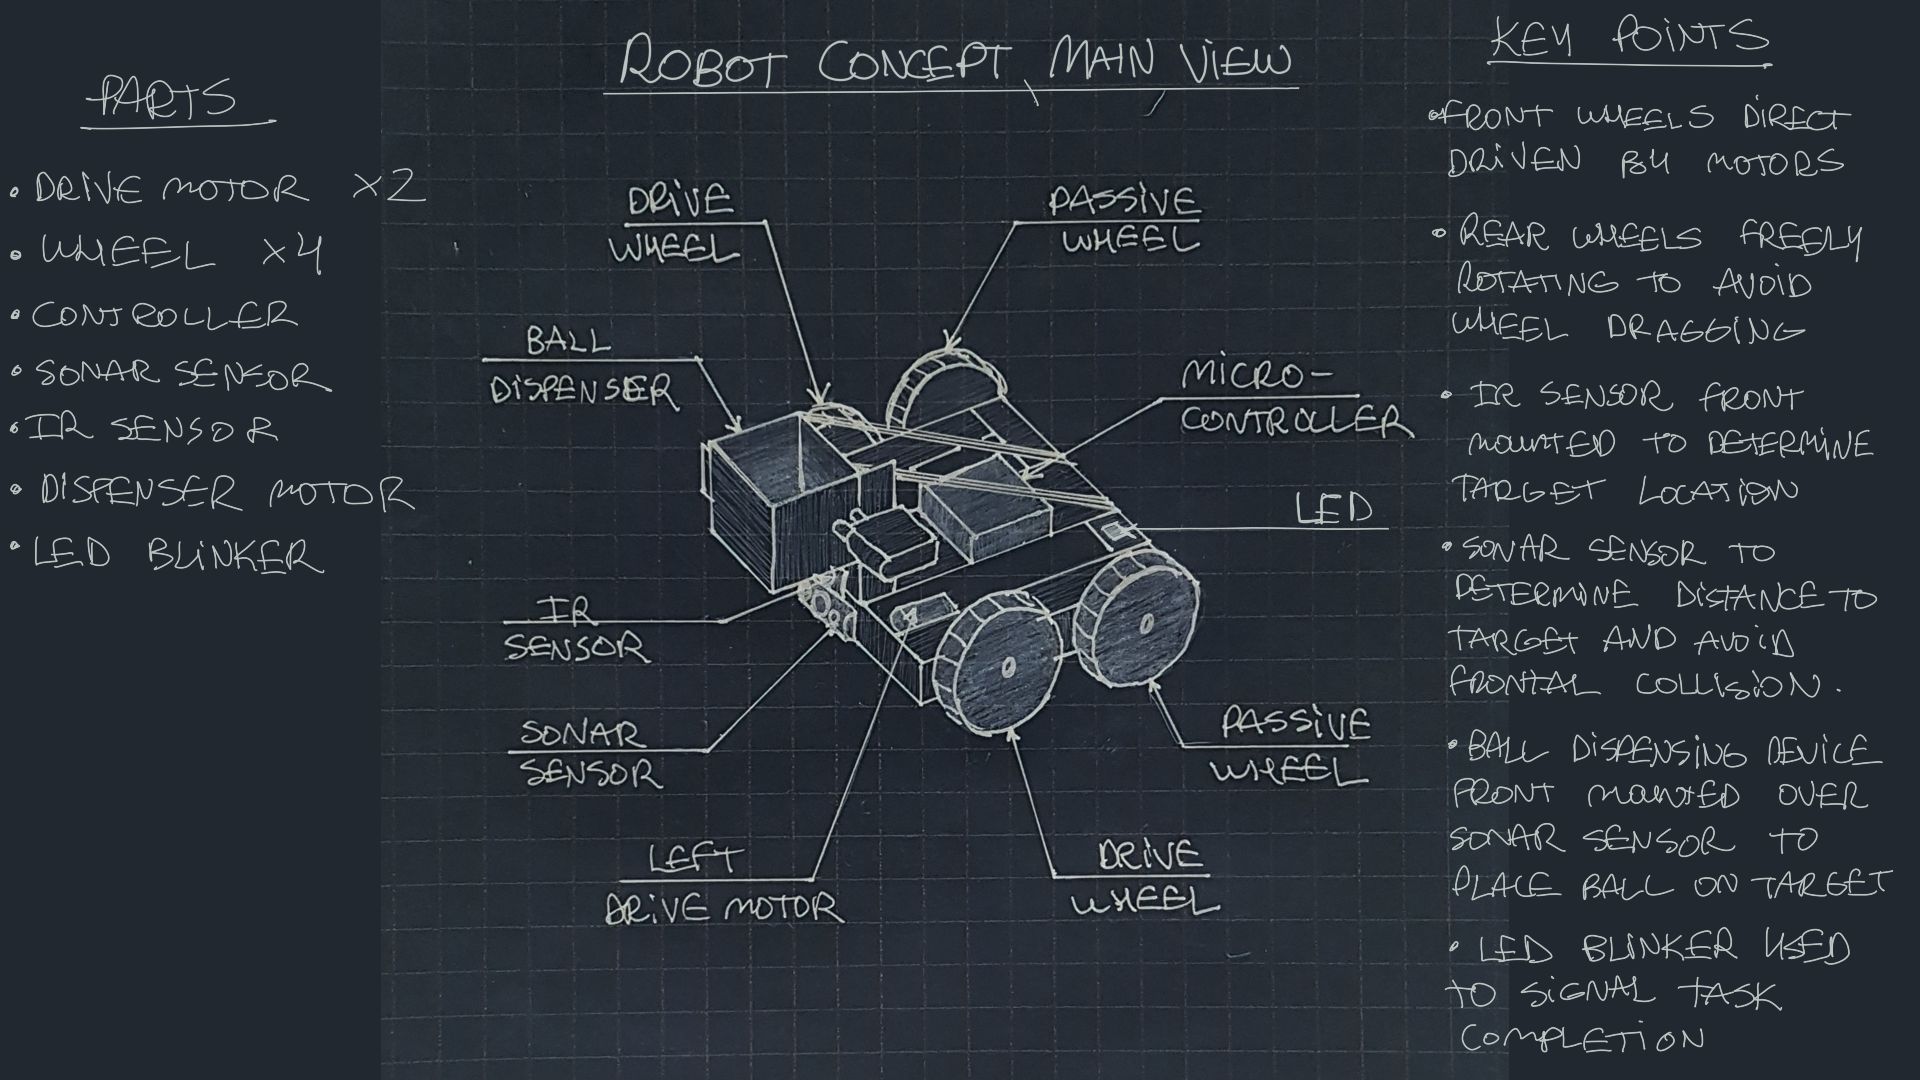 ROBOT CONCEPT MAIN VIEW
PARTS
• DRIVE MOTOR X2
• WHEEL X4
• CONTROLLER
• SONAR SENSOR
• IR SENSOR
• DISPENSER MOTOR
• LED BLINKER
DRIVE
WHEEL
PASSIVE
WHEEL
BALL
DISPENSER
MICRO-
CONTROLLER
LED
IR
SENSOR
SONAR
SENSOR
PASSIVE
WHEEL
LEFT
DRIVE MOTOR
DRIVE
WHEEL
KEY POINTS
• FRONT WHEELS DIRECT
DRIVEN BY MOTORS
• REAR WHEELS FREELY
ROTATING TO AVOID
WHEEL DRAGGING
• IR SENSOR FRONT
MOUNTED TO DETERMINE
TARGET LOCATION
• SONAR SENSOR TO
DETERMINE DISTANCE TO
TARGET AND AVOID
FRONTAL COLLISION.
• BALL DISPENSING DEVICE
FRONT MOUNTED OVER
SONAR SENSOR TO
PLACE BALL ON TARGET
• LED BLINKER USED
TO SIGNAL TASK
COMPLETION